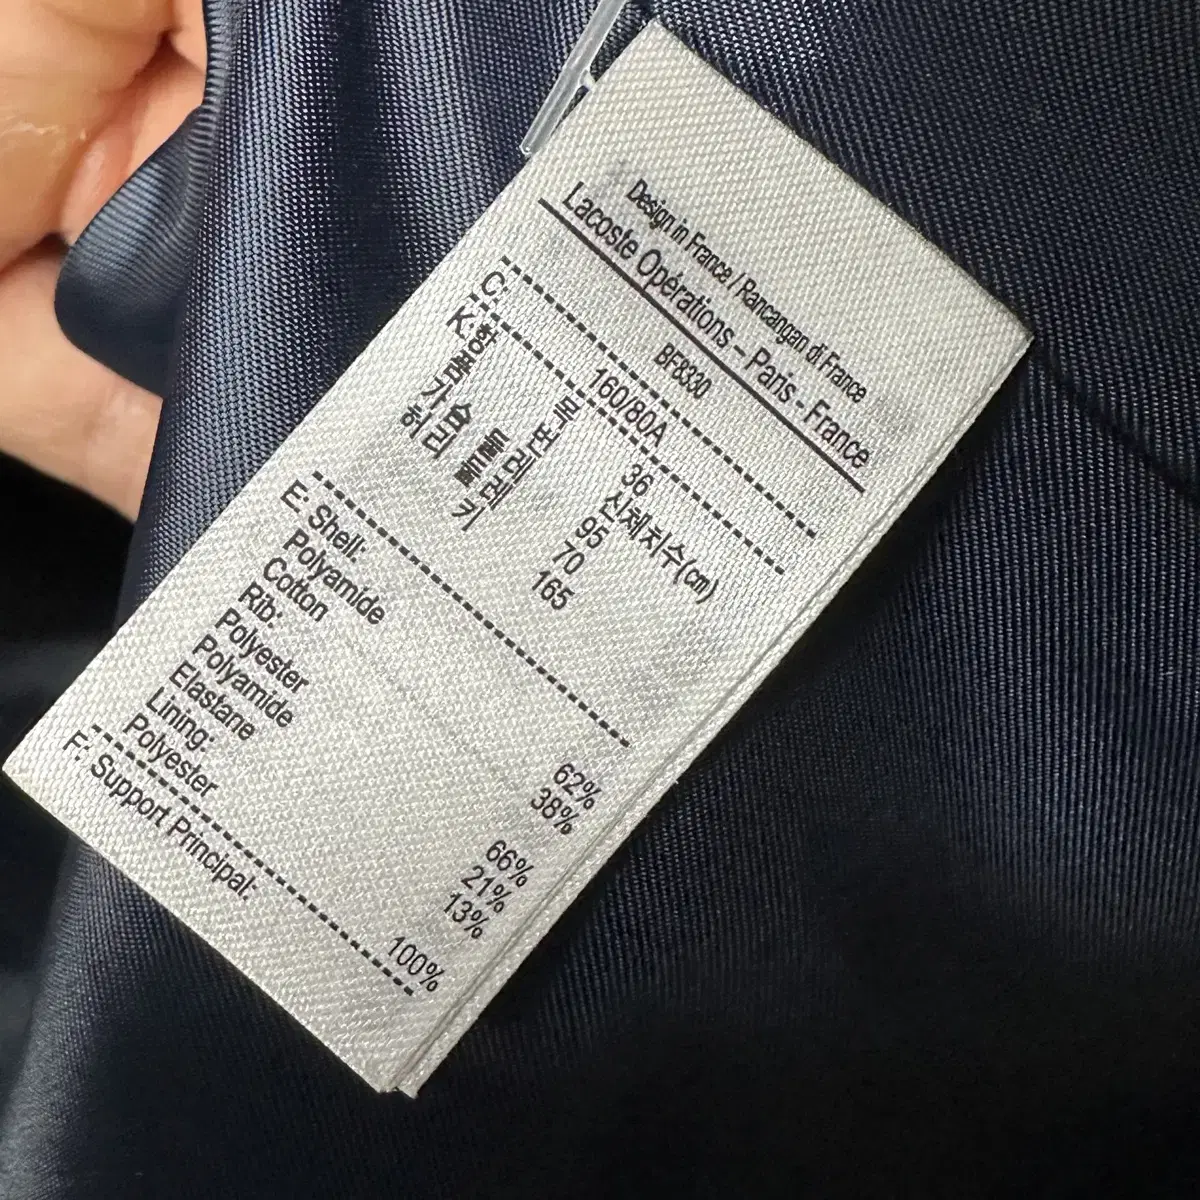 Design in France / Rancangan di France
Lacoste Opérations – Paris - France
BF8330
C: 160/80A
K: 36
신체치수(cm)
가슴둘레 95
허리둘레 70
키 165
E: Shell:
Polyamide 62%
Cotton 38%
Rib:
Polyester 66%
Polyamide 21%
Elastane 13%
Lining:
Polyester 100%
F: Support Principal: